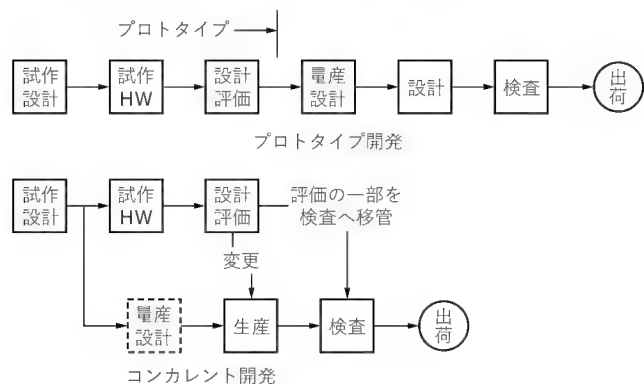 プロトタイプ
試作
設計
試作
HW
設計
評価
量産
設計
設計
検査
出荷
プロトタイプ開発
試作
設計
試作
HW
設計
評価
評価の一部を
検査へ移管
変更
量産
設計
生産
検査
出荷
コンカレント開発